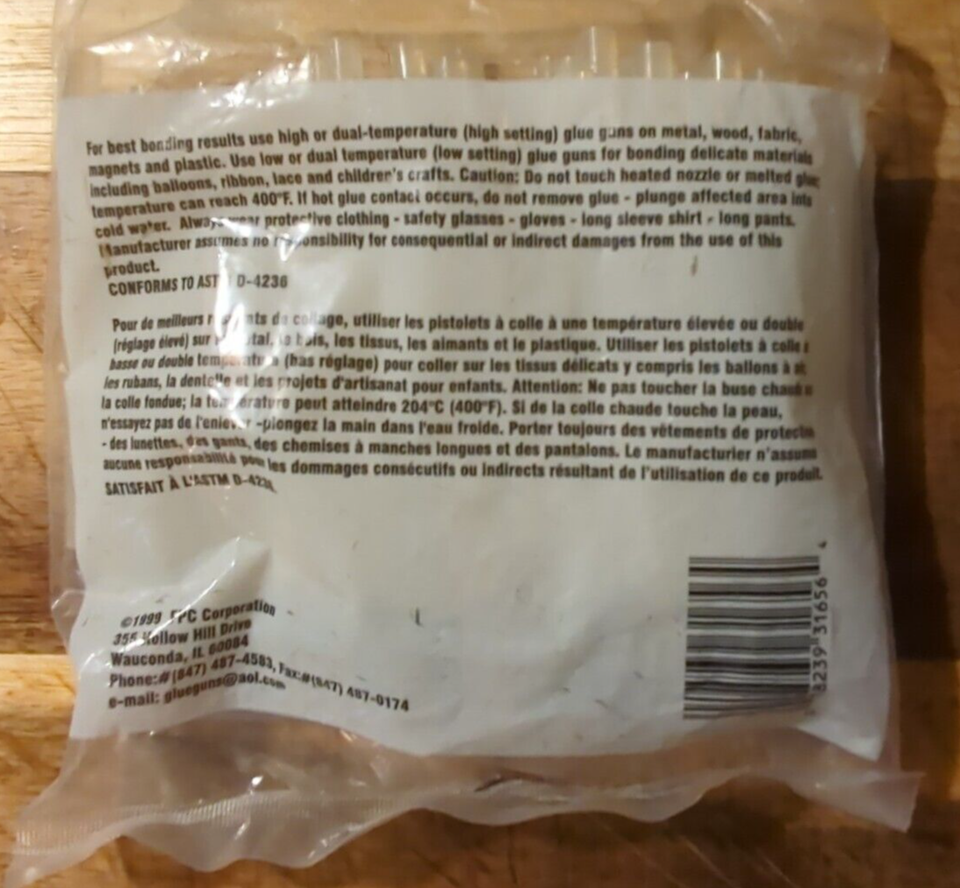 For best bonding results use high or dual-temperature (high setting) glue guns on metal, wood, fabric,
magnets and plastic. Use low or dual temperature (low setting) glue guns for bonding delicate materials
including balloons, ribbon, lace and children's crafts. Caution: Do not touch heated nozzle or melted glue
temperature can reach 400°F. If hot glue contact occurs, do not remove glue - plunge affected area into
cold water. Always wear protective clothing - safety glasses - gloves - long sleeve shirt - long pants.
Manufacturer assumes no responsibility for consequential or indirect damages from the use of this
product.
CONFORMS TO ASTM D-4236
Pour de meilleurs de collage, utiliser les pistolets à colle à une température élevée ou double
(réglage élevé) sur métal, le bois, les tissus, les aimants et le plastique. Utiliser les pistolets à colle à
basse ou double température (bas réglage) pour coller sur les tissus délicats y compris les ballons à
les rubans, la dentelle et les projets d'artisanat pour enfants. Attention: Ne pas toucher la buse chaude
la colle fondue; la température peut atteindre 204°C (400°F). Si de la colle chaude touche la peau,
n'essayez pas de l'enlever -plongez la main dans l'eau froide. Porter toujours des vêtements de protection
- des lunettes, des gants, des chemises à manches longues et des pantalons. Le manufacturier n'assume
aucune responsabilité pour les dommages consécutifs ou indirects résultant de l'utilisation de ce produit.
SATISFAIT À L'ASTM D-4236
©1999 FPC Corporation
355 Hollow Hill Drive
Wauconda, IL 60084
Phone:#(847) 487-4583, Fax:#(847) 487-0174
e-mail: glueguns@aol.com
82239 31656 4